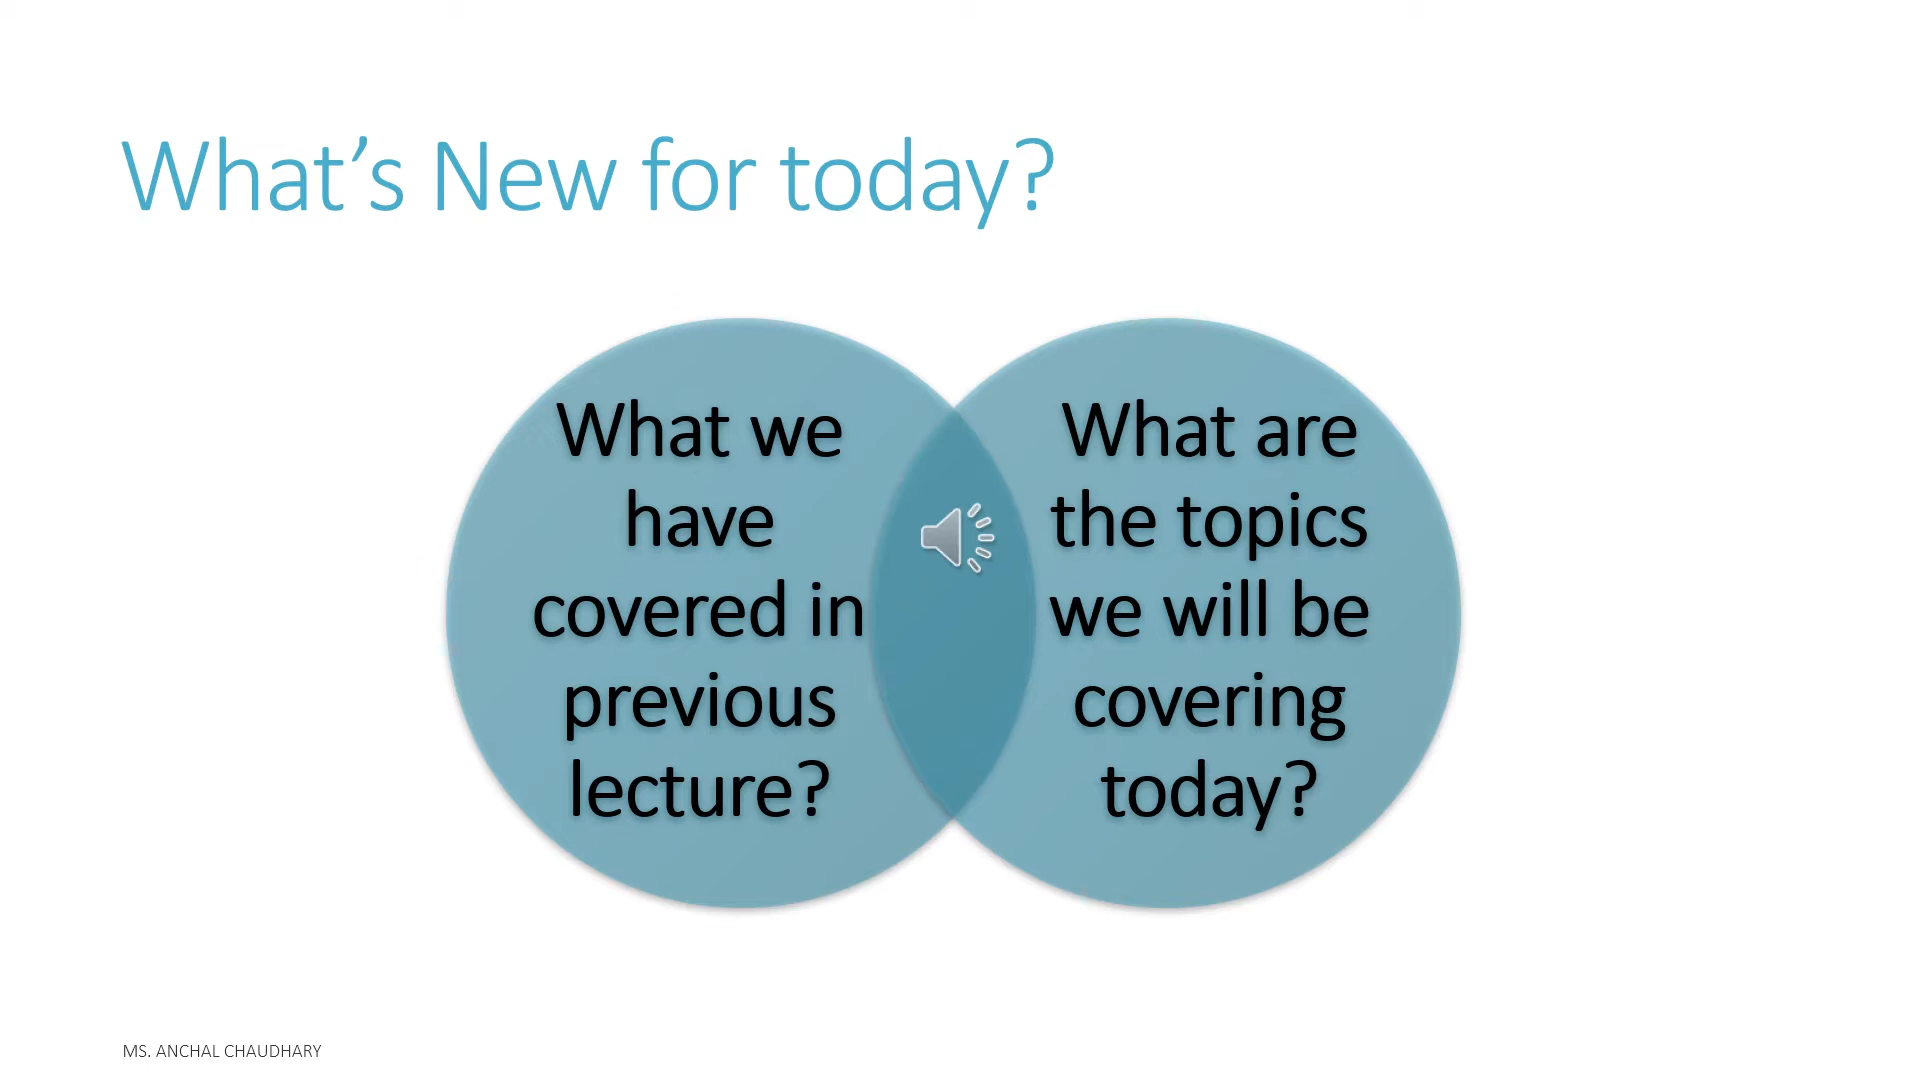 What's New for today?
What we
have
covered in
previous
lecture?
What are
the topics
we will be
covering
today?
MS. ANCHAL CHAUDHARY